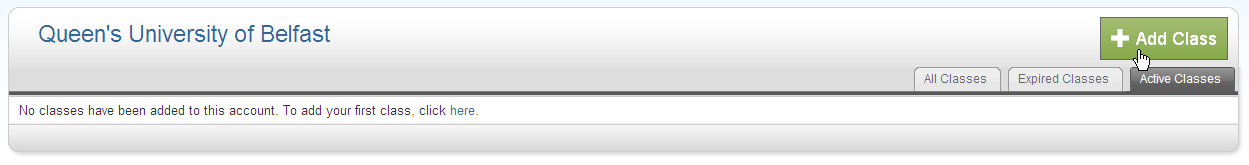 Queen's University of Belfast
Add Class
All Classes
Expired Classes
Active Classes
No classes have been added to this account. To add your first class, click here.